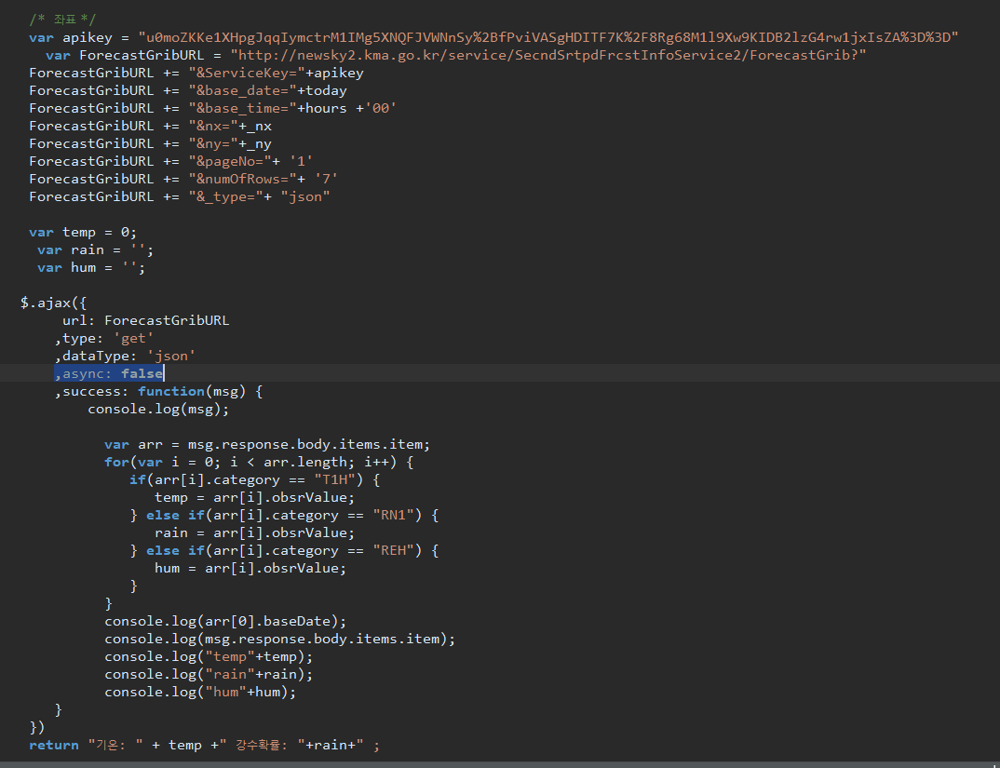 /* 좌표 */
var apikey = "u0moZKKe1XHpgJqqIymctrM1IMg5XNQFJVWNnSy%2BfPviVASgHDITF7K%2F8Rg68M1l9Xw9KIDB2lzG4rw1jxIsZA%3D%3D"
var ForecastGribURL = "http://newsky2.kma.go.kr/service/SecndSrtpdFrcstInfoService2/ForecastGrib?"
ForecastGribURL += "&ServiceKey="+apikey
ForecastGribURL += "&base_date="+today
ForecastGribURL += "&base_time="+hours +'00'
ForecastGribURL += "&nx="+_nx
ForecastGribURL += "&ny="+_ny
ForecastGribURL += "&pageNo="+ '1'
ForecastGribURL += "&numOfRows="+ '7'
ForecastGribURL += "&_type="+ "json"
var temp = 0;
var rain = '';
var hum = '';
$.ajax({
url: ForecastGribURL
,type: 'get'
,dataType: 'json'
,async: false
,success: function(msg) {
console.log(msg);
var arr = msg.response.body.items.item;
for(var i = 0; i < arr.length; i++) {
if(arr[i].category == "T1H") {
temp = arr[i].obsrValue;
} else if(arr[i].category == "RN1") {
rain = arr[i].obsrValue;
} else if(arr[i].category == "REH") {
hum = arr[i].obsrValue;
}
}
console.log(arr[0].baseDate);
console.log(msg.response.body.items.item);
console.log("temp"+temp);
console.log("rain"+rain);
console.log("hum"+hum);
}
})
return "기온: " + temp +" 강수확률: "+rain+" ;